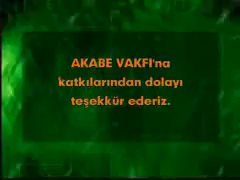 AKABE VAKFI'na
katkılarından dolayı
teşekkür ederiz.